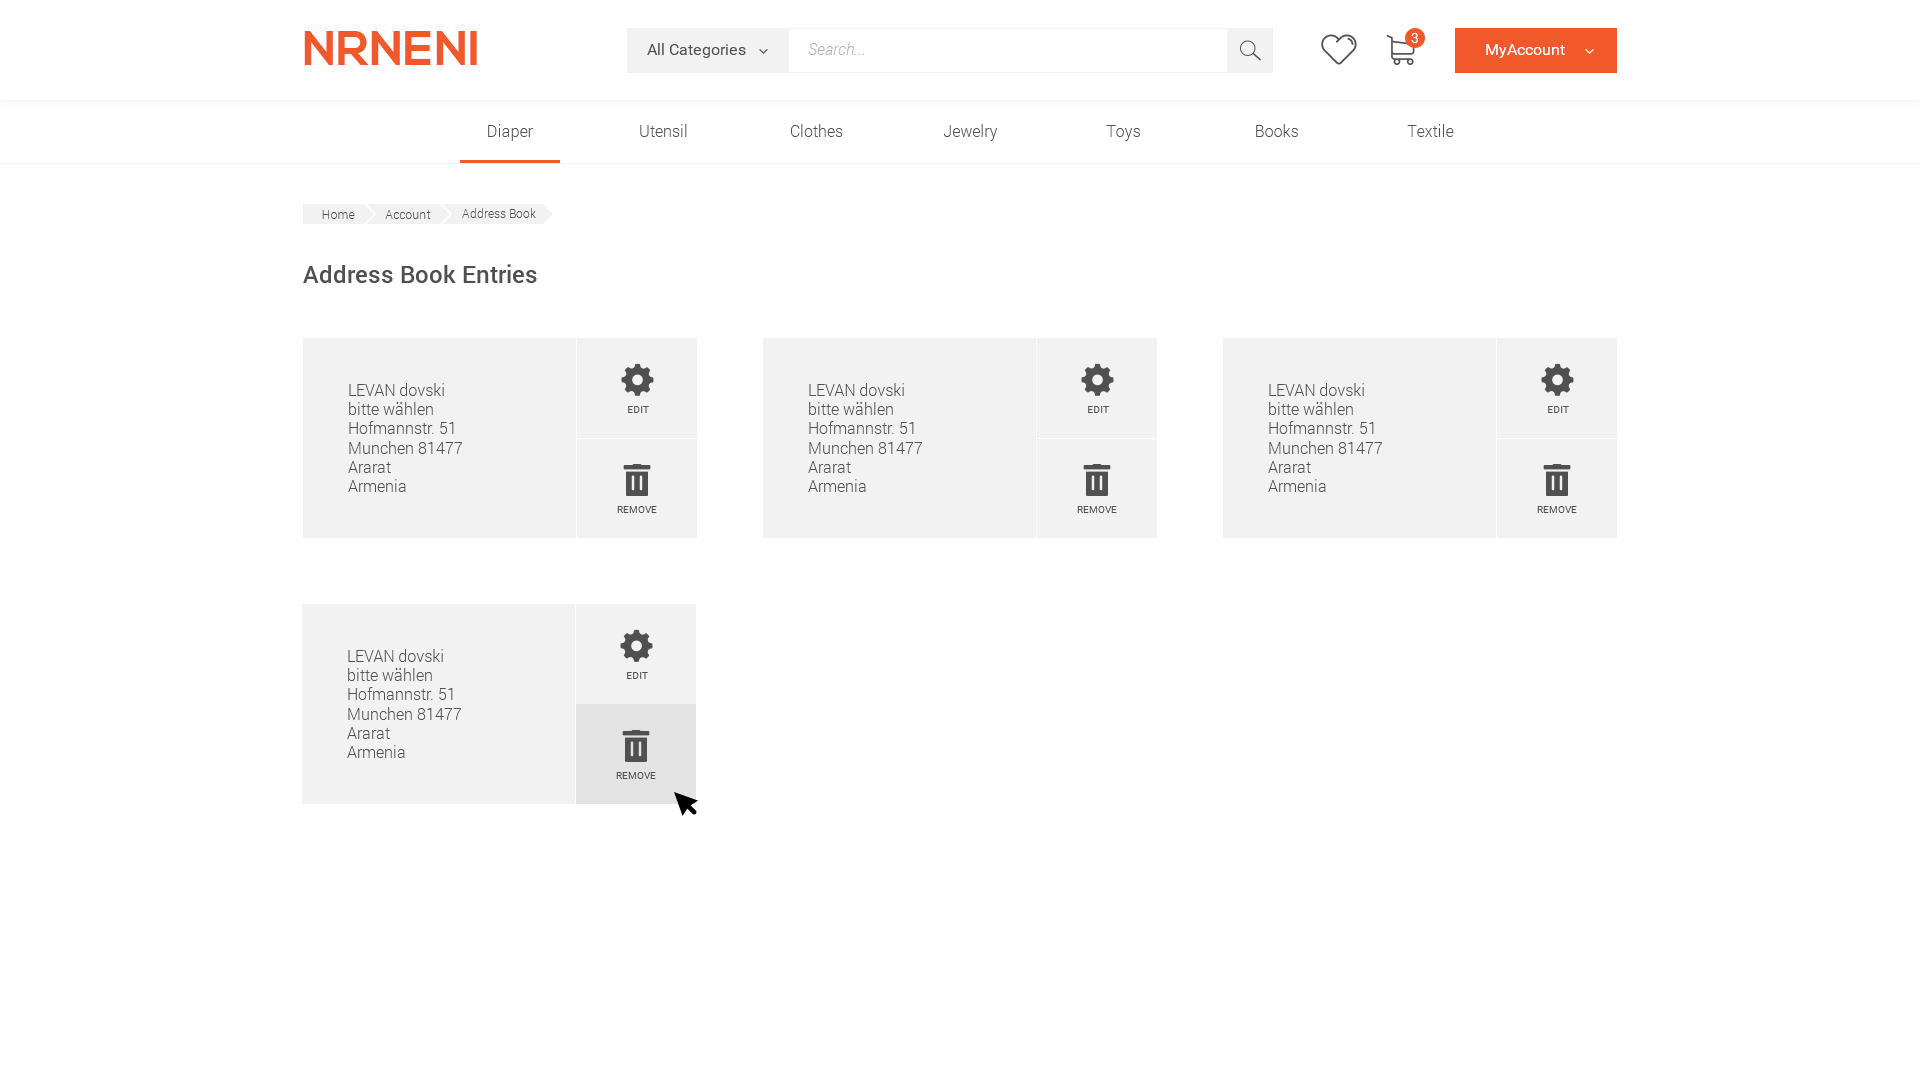 NRNENI
All Categories
Search...
3
MyAccount
Diaper
Utensil
Clothes
Jewelry
Toys
Books
Textile
Home
Account
Address Book
Address Book Entries
LEVAN dovski
bitte wählen
Hofmannstr. 51
Munchen 81477
Ararat
Armenia
EDIT
REMOVE
LEVAN dovski
bitte wählen
Hofmannstr. 51
Munchen 81477
Ararat
Armenia
EDIT
REMOVE
LEVAN dovski
bitte wählen
Hofmannstr. 51
Munchen 81477
Ararat
Armenia
EDIT
REMOVE
LEVAN dovski
bitte wählen
Hofmannstr. 51
Munchen 81477
Ararat
Armenia
EDIT
REMOVE